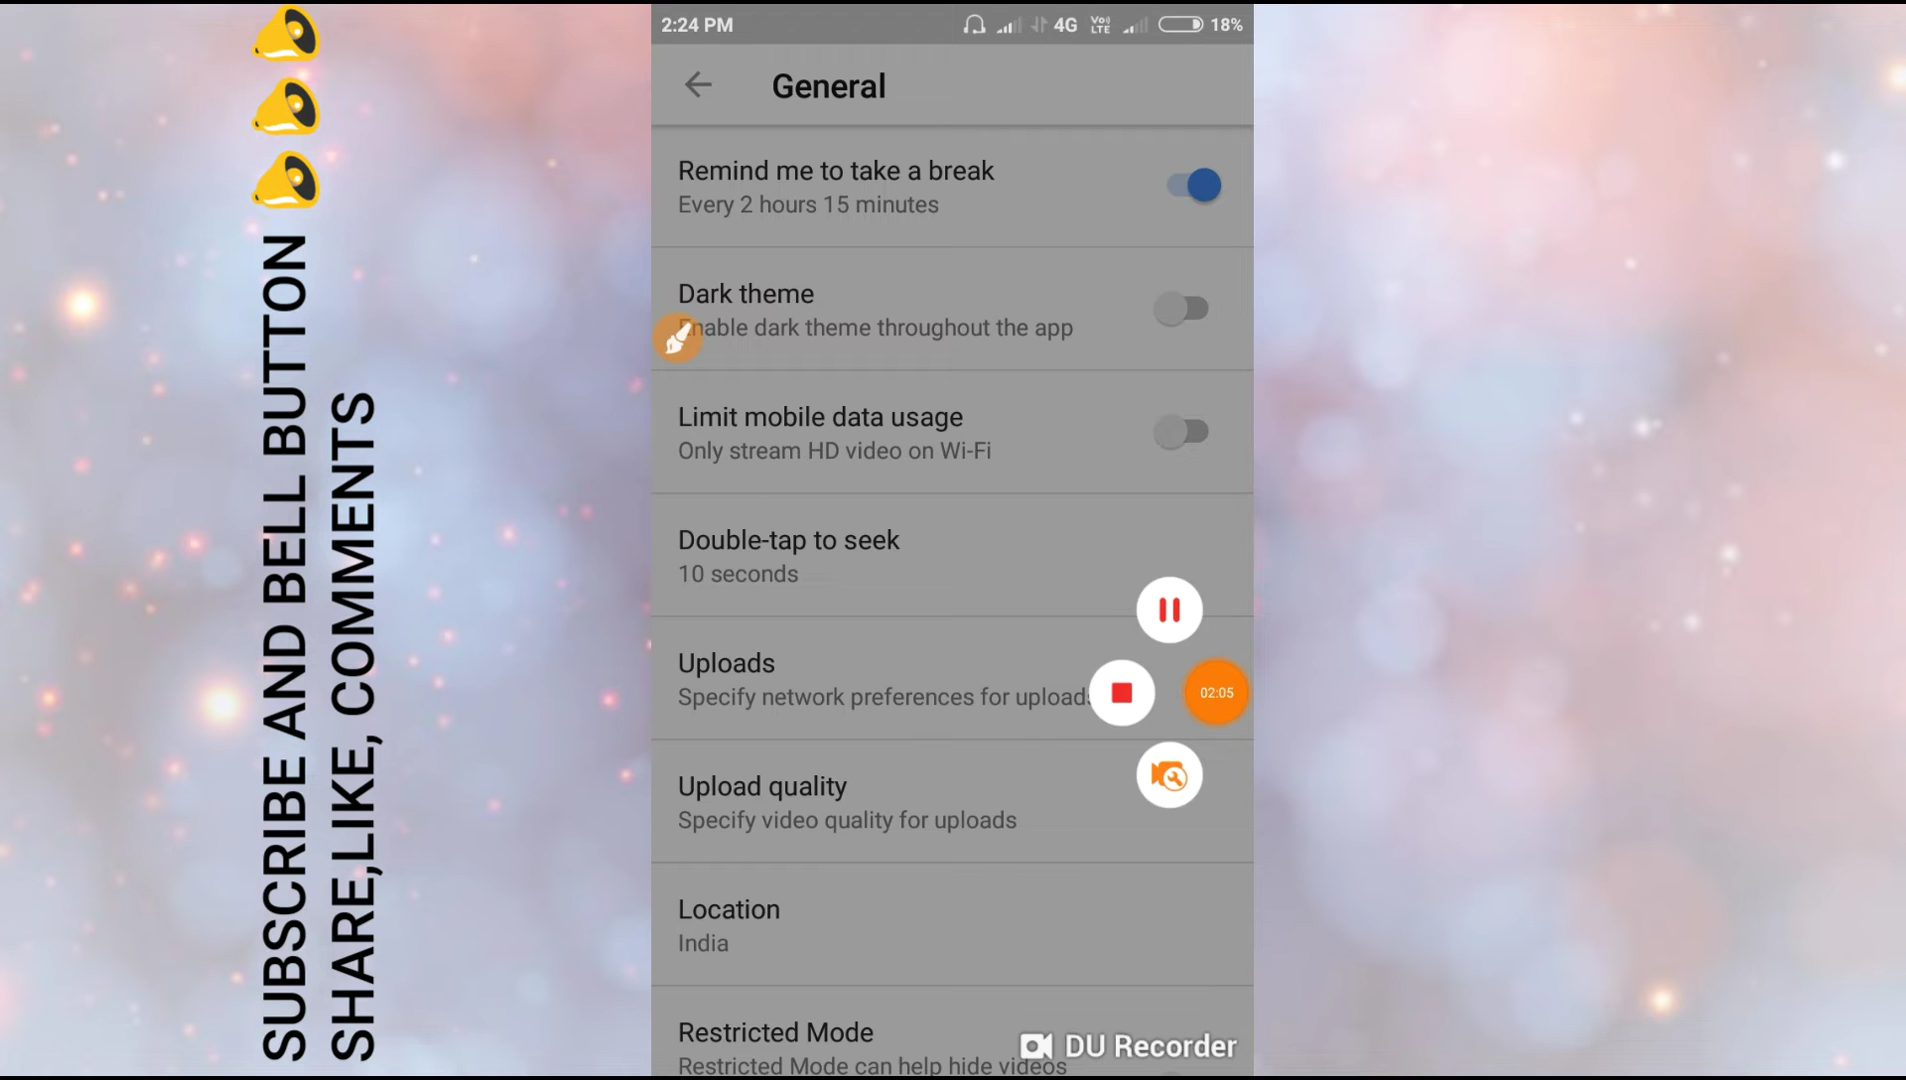 SUBSCRIBE AND BELL BUTTON 🔔🔔🔔
SHARE,LIKE, COMMENTS
2:24 PM 4G Vo)) LTE 18%
General
Remind me to take a break
Every 2 hours 15 minutes
Dark theme
Enable dark theme throughout the app
Limit mobile data usage
Only stream HD video on Wi-Fi
Double-tap to seek
10 seconds
Uploads
Specify network preferences for uploads
02:05
Upload quality
Specify video quality for uploads
Location
India
Restricted Mode
Restricted Mode can help hide videos
DU Recorder